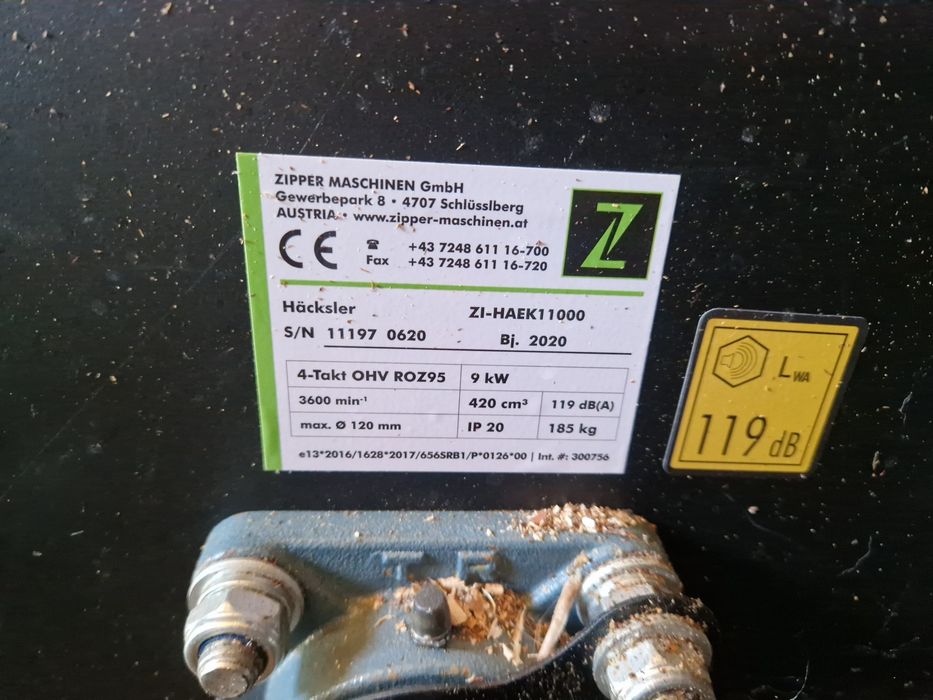 ZIPPER MASCHINEN GmbH
Gewerbepark 8 • 4707 Schlüsslberg
AUSTRIA • www.zipper-maschinen.at
CE ☎ +43 7248 611 16-700
Fax +43 7248 611 16-720
Z
Häcksler ZI-HAEK11000
S/N 11197 0620 Bj. 2020
4-Takt OHV ROZ95 9 kW
3600 min⁻¹ 420 cm³ 119 dB(A)
max. Ø 120 mm IP 20 185 kg
e13*2016/1628*2017/656SRB1/P*0126*00 | Int. #: 300756
LWA
119 dB